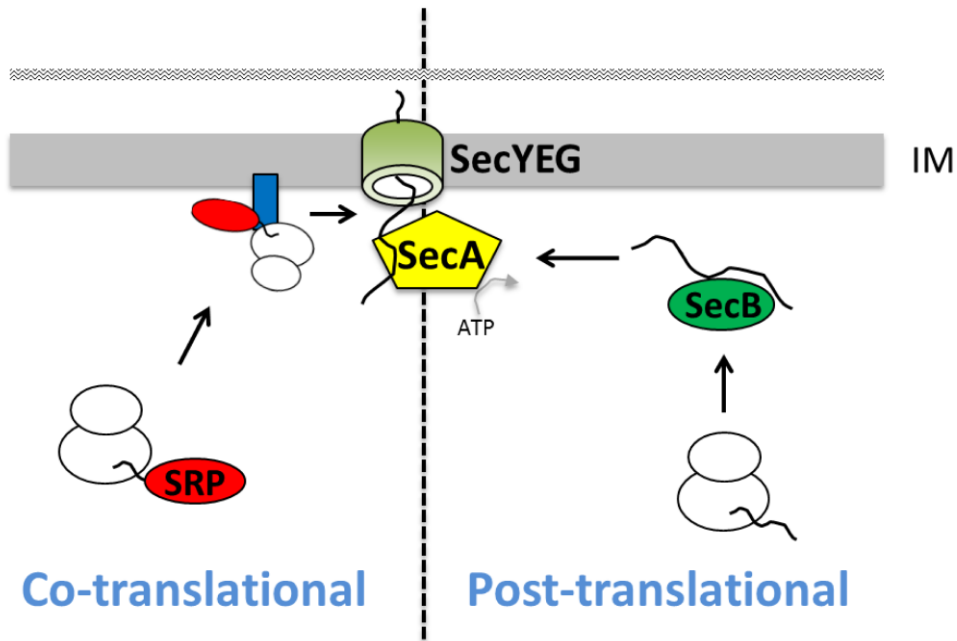 SecYEG
IM
SecA
ATP
SecB
SRP
Co-translational
Post-translational